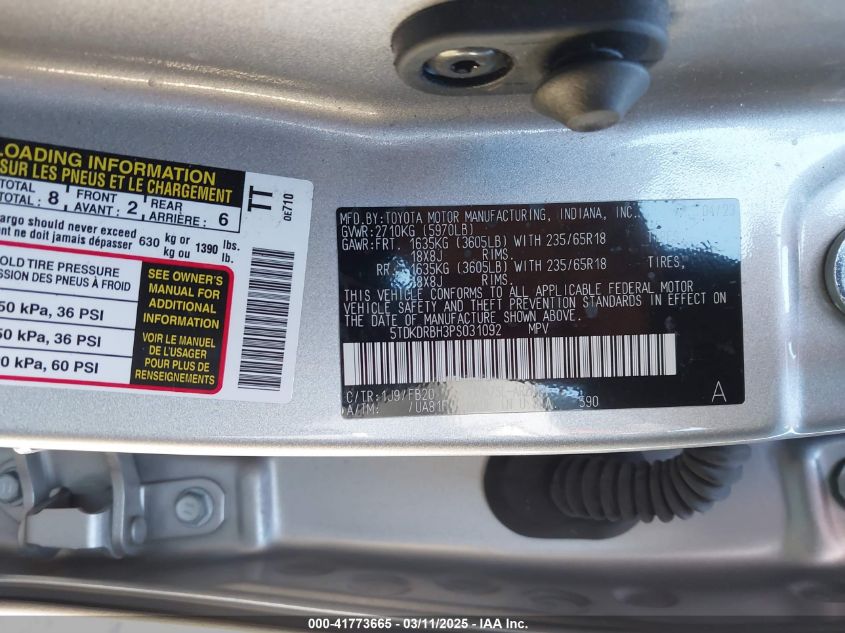 LOADING INFORMATION
SUR LES PNEUS ET LE CHARGEMENT
TOTAL FRONT REAR
TOTAL: 8 AVANT: 2 ARRIÈRE: 6
cargo should never exceed
ne doit jamais dépasser 630 kg or kg ou 1390 lbs. lb.
OLD TIRE PRESSURE
DES PNEUS À FROID
50 kPa, 36 PSI
50 kPa, 36 PSI
0 kPa, 60 PSI
SEE OWNER'S
MANUAL FOR
ADDITIONAL
INFORMATION
VOIR LE MANUEL
DE L'USAGER
POUR PLUS DE
RENSEIGNEMENTS
TT
0E710
MFD.BY:TOYOTA MOTOR MANUFACTURING, INDIANA, INC.
GVWR:2710KG (5970LB)
GAWR:FRT. 1635KG (3605LB) WITH 235/65R18
18X8J RIMS.
RR. 1635KG (3605LB) WITH 235/65R18 TIRES,
18X8J RIMS.
THIS VEHICLE CONFORMS TO ALL APPLICABLE FEDERAL MOTOR
VEHICLE SAFETY AND THEFT PREVENTION STANDARDS IN EFFECT ON
THE DATE OF MANUFACTURE SHOWN ABOVE.
5TDKDRBH3PS031092 MPV
C/TR:1J9/FB20
A/TM: 390
A
000-41773665 - 03/11/2025 - IAA Inc.